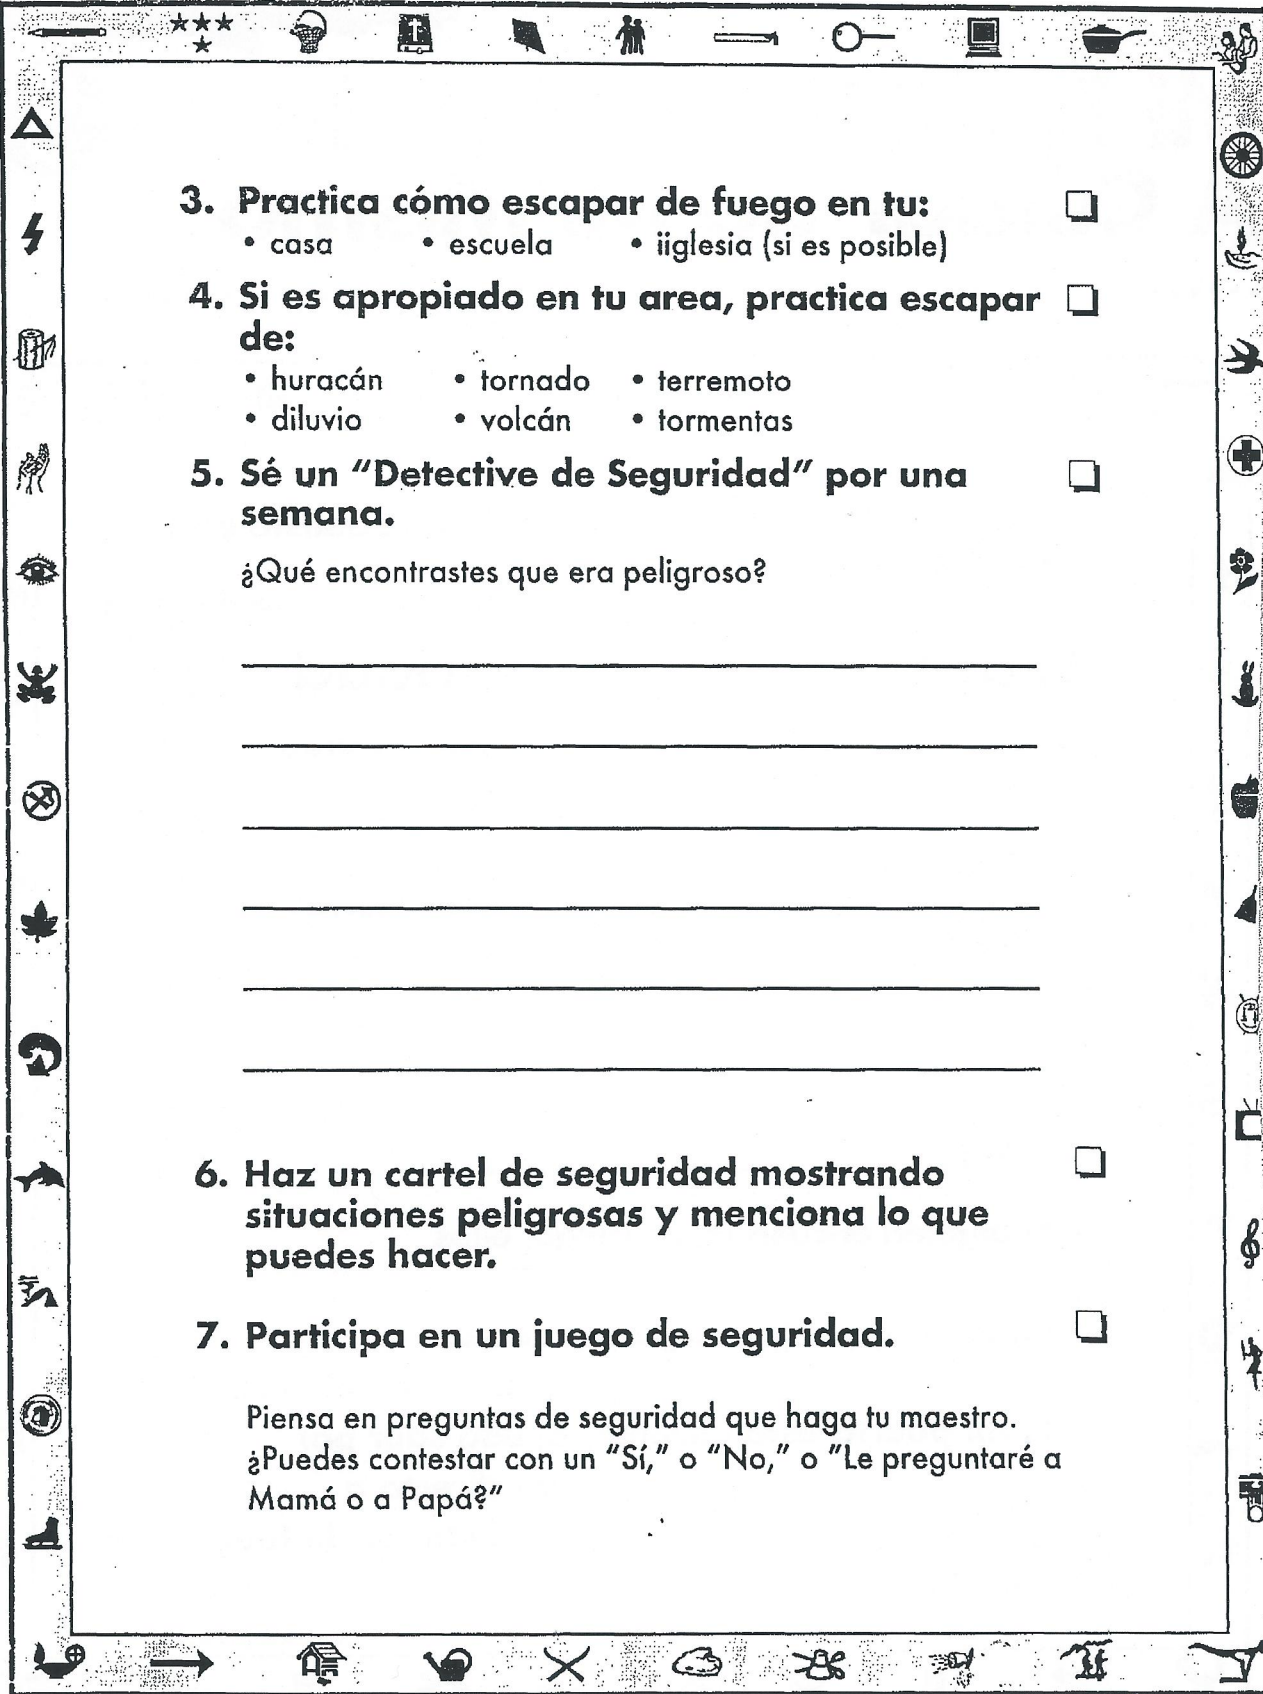 3. Practica cómo escapar de fuego en tu:
• casa • escuela • iiglesia (si es posible)
4. Si es apropiado en tu area, practica escapar
de:
• huracán • tornado • terremoto
• diluvio • volcán • tormentas
5. Sé un “Detective de Seguridad” por una
semana.
¿Qué encontrastes que era peligroso?
6. Haz un cartel de seguridad mostrando
situaciones peligrosas y menciona lo que
puedes hacer.
7. Participa en un juego de seguridad.
Piensa en preguntas de seguridad que haga tu maestro.
¿Puedes contestar con un “Sí,” o “No,” o “Le preguntaré a
Mamá o a Papá?”